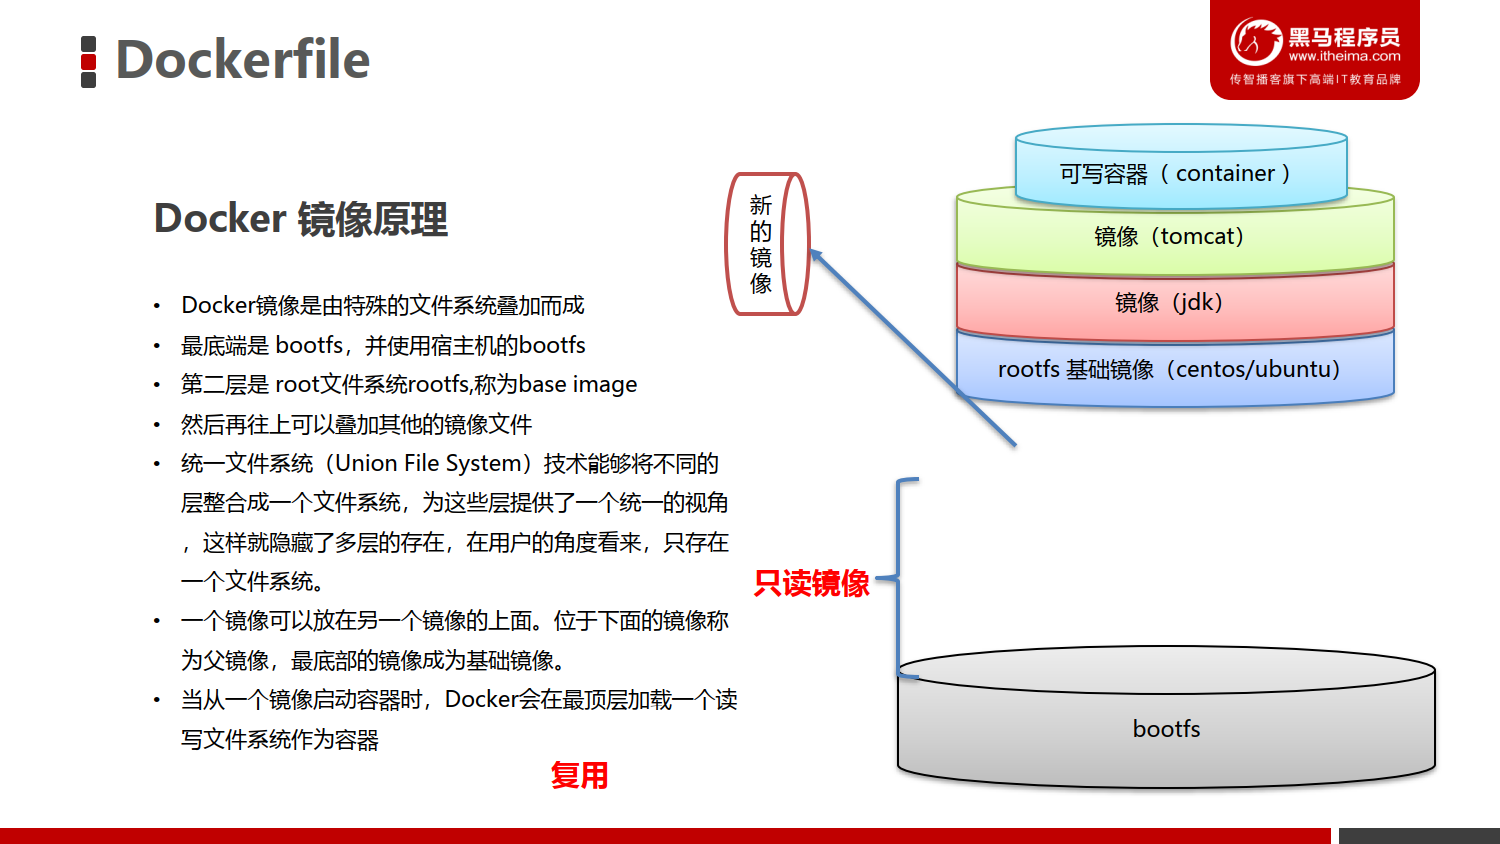 Dockerfile
黑马程序员
www.itheima.com
传智播客旗下高端IT教育品牌
Docker 镜像原理
• Docker镜像是由特殊的文件系统叠加而成
• 最底端是 bootfs，并使用宿主机的bootfs
• 第二层是 root文件系统rootfs,称为base image
• 然后再往上可以叠加其他的镜像文件
• 统一文件系统（Union File System）技术能够将不同的
层整合成一个文件系统，为这些层提供了一个统一的视角
，这样就隐藏了多层的存在，在用户的角度看来，只存在
一个文件系统。
• 一个镜像可以放在另一个镜像的上面。位于下面的镜像称
为父镜像，最底部的镜像成为基础镜像。
• 当从一个镜像启动容器时，Docker会在最顶层加载一个读
写文件系统作为容器
复用
新的镜像
可写容器（ container ）
镜像（tomcat）
镜像（jdk）
rootfs 基础镜像（centos/ubuntu）
只读镜像
bootfs